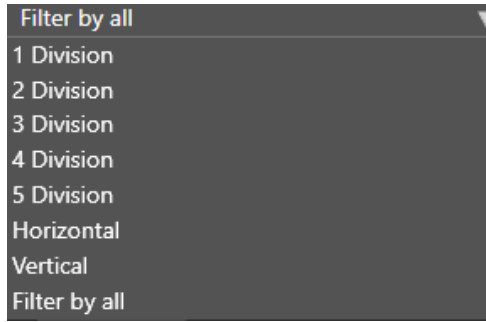 Filter by all
1 Division
2 Division
3 Division
4 Division
5 Division
Horizontal
Vertical
Filter by all